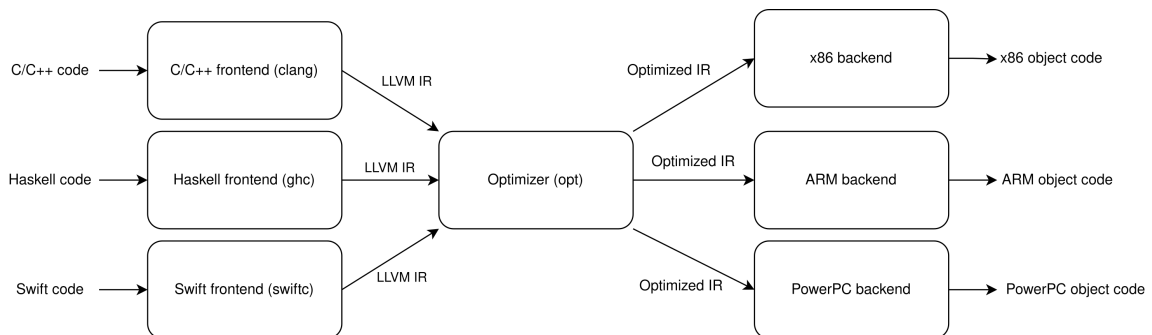 C/C++ code
C/C++ frontend (clang)
LLVM IR
Optimized IR
x86 backend
x86 object code
Haskell code
Haskell frontend (ghc)
LLVM IR
Optimizer (opt)
Optimized IR
ARM backend
ARM object code
Swift code
Swift frontend (swiftc)
LLVM IR
Optimized IR
PowerPC backend
PowerPC object code